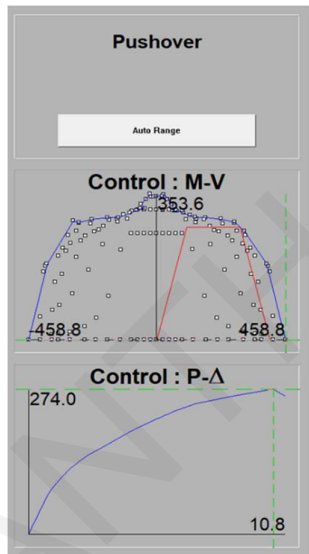 Pushover
Auto Range
Control : M-V
353.6
-458.8
458.8
Control : P-Δ
274.0
10.8